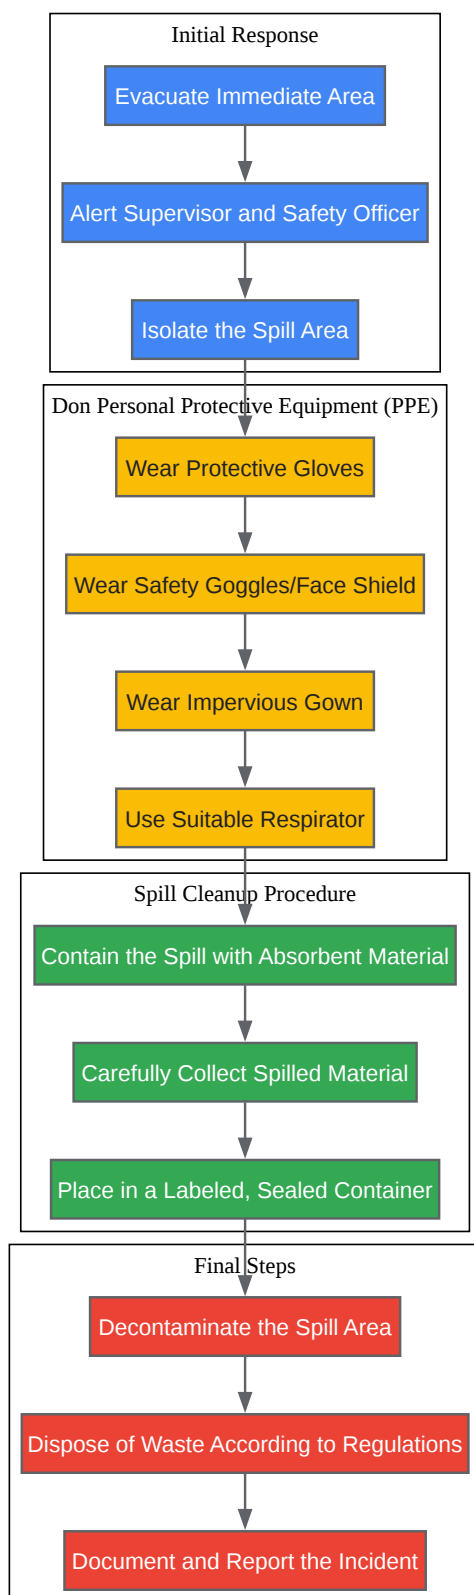 Initial Response
Evacuate Immediate Area
Alert Supervisor and Safety Officer
Isolate the Spill Area
Don Personal Protective Equipment (PPE)
Wear Protective Gloves
Wear Safety Goggles/Face Shield
Wear Impervious Gown
Use Suitable Respirator
Spill Cleanup Procedure
Contain the Spill with Absorbent Material
Carefully Collect Spilled Material
Place in a Labeled, Sealed Container
Final Steps
Decontaminate the Spill Area
Dispose of Waste According to Regulations
Document and Report the Incident